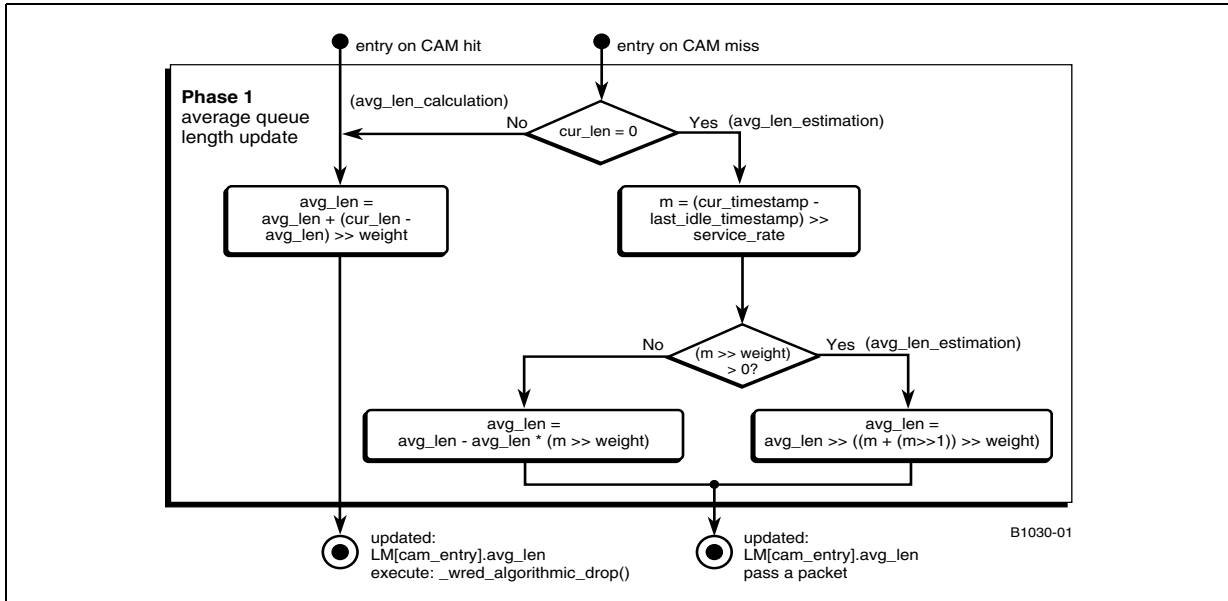 entry on CAM hit
entry on CAM miss
Phase 1
average queue
length update
(avg_len_calculation)
No
cur_len = 0
Yes (avg_len_estimation)
avg_len =
avg_len + (cur_len -
avg_len) >> weight
m = (cur_timestamp -
last_idle_timestamp) >>
service_rate
No
(m >> weight)
> 0?
Yes (avg_len_estimation)
avg_len =
avg_len - avg_len * (m >> weight)
avg_len =
avg_len >> ((m + (m>>1)) >> weight)
updated:
LM[cam_entry].avg_len
execute: _wred_algorithmic_drop()
updated:
LM[cam_entry].avg_len
pass a packet
B1030-01